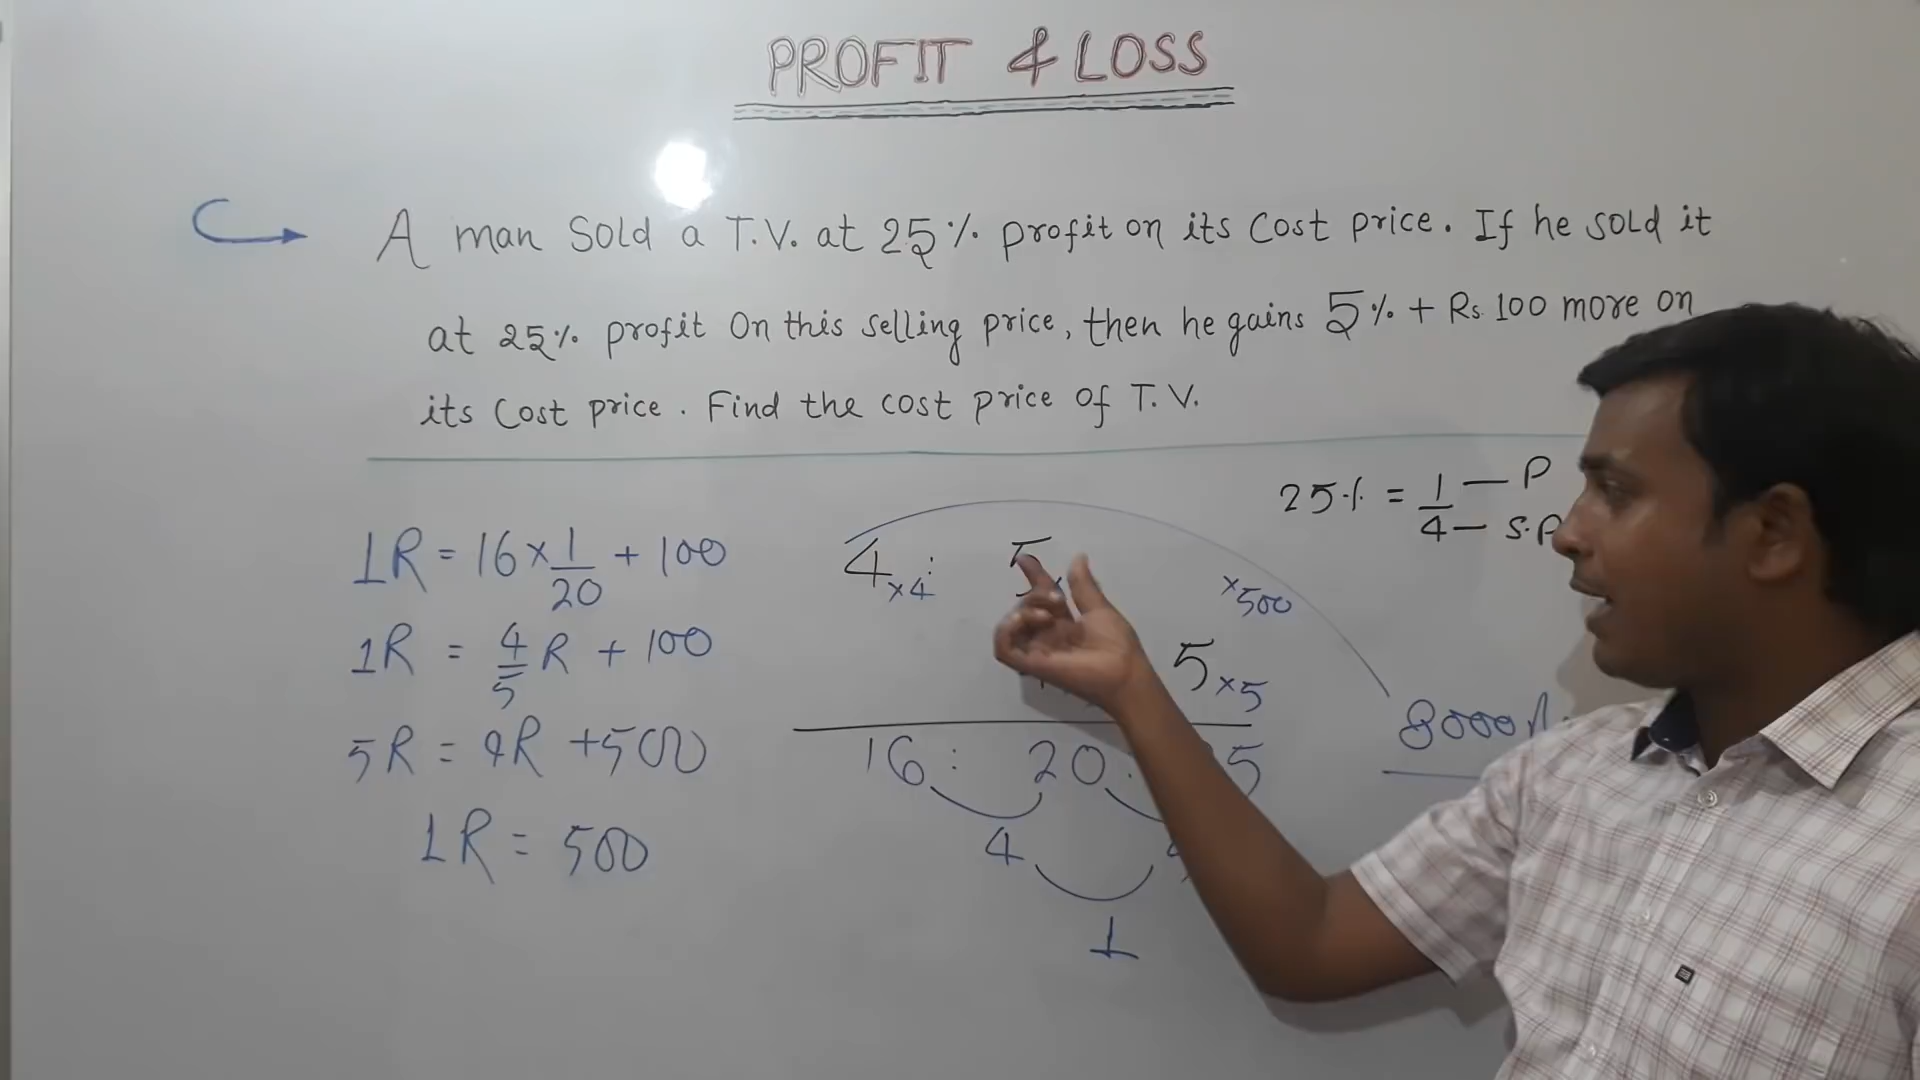 PROFIT & LOSS
A man Sold a T.V. at 25% profit on its Cost price. If he sold it
at 25% profit On this selling price, then he gains 5% + Rs. 100 more on
its Cost price. Find the cost price of T.V.
25% = 1/4 — P
— S.P
1R = 16 × 1/20 + 100
1R = 4/5 R + 100
5R = 4R + 500
1R = 500
4 ×4 : 5
×500
5 ×5
8000
16 : 20 : 25
4
1